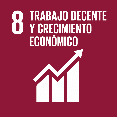 8 TRABAJO DECENTE
Y CRECIMIENTO
ECONÓMICO